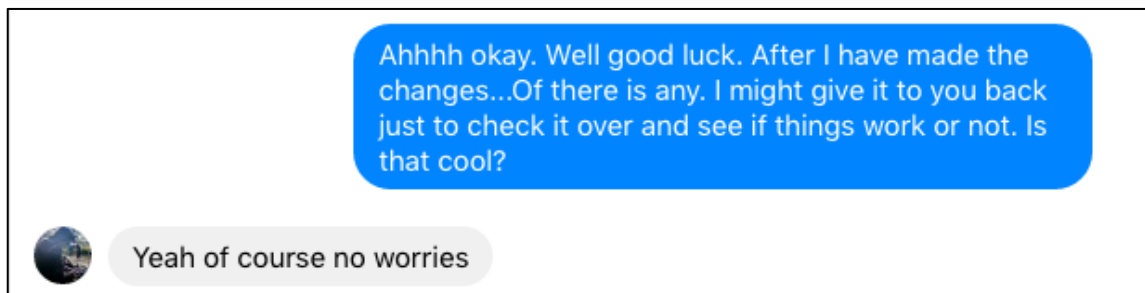 Ahhhh okay. Well good luck. After I have made the
changes...Of there is any. I might give it to you back
just to check it over and see if things work or not. Is
that cool?
Yeah of course no worries